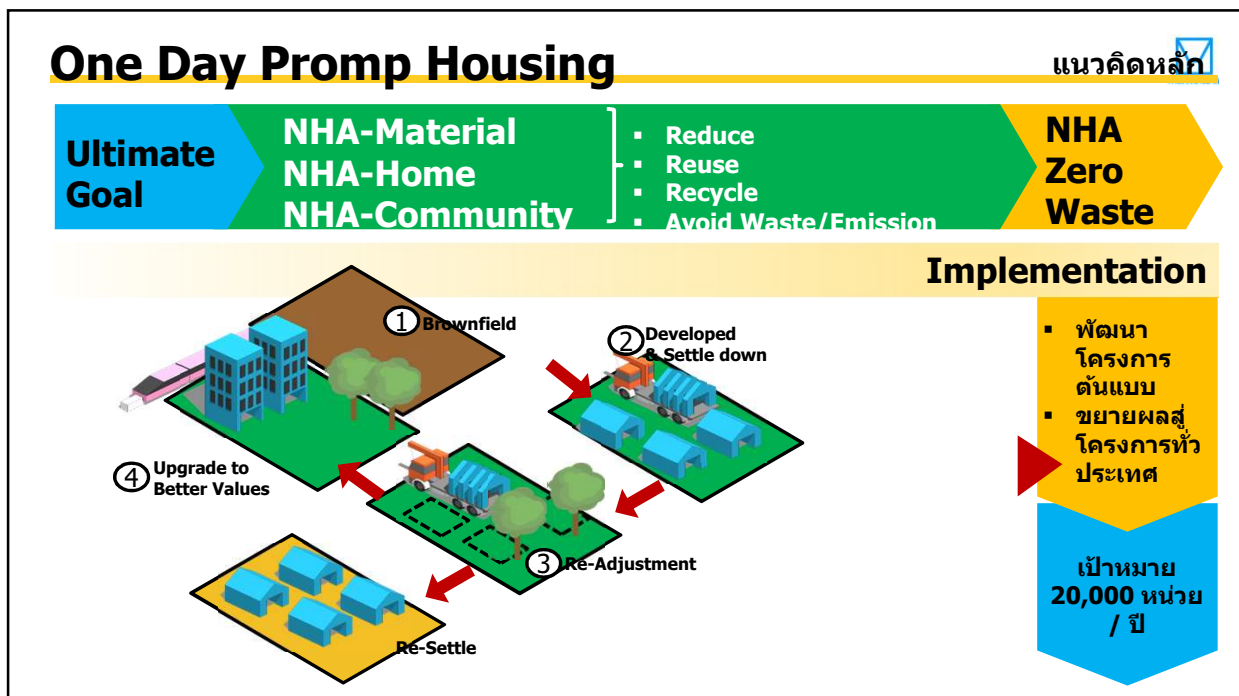 One Day Promp Housing
แนวคิดหลัก
Ultimate
Goal
NHA-Material
NHA-Home
NHA-Community
▪ Reduce
▪ Reuse
▪ Recycle
▪ Avoid Waste/Emission
NHA
Zero
Waste
Implementation
1 Brownfield
2 Developed
& Settle down
4 Upgrade to
Better Values
3 Re-Adjustment
Re-Settle
▪ พัฒนา
โครงการ
ต้นแบบ
▪ ขยายผลสู่
โครงการทั่ว
ประเทศ
เป้าหมาย
20,000 หน่วย
/ ปี